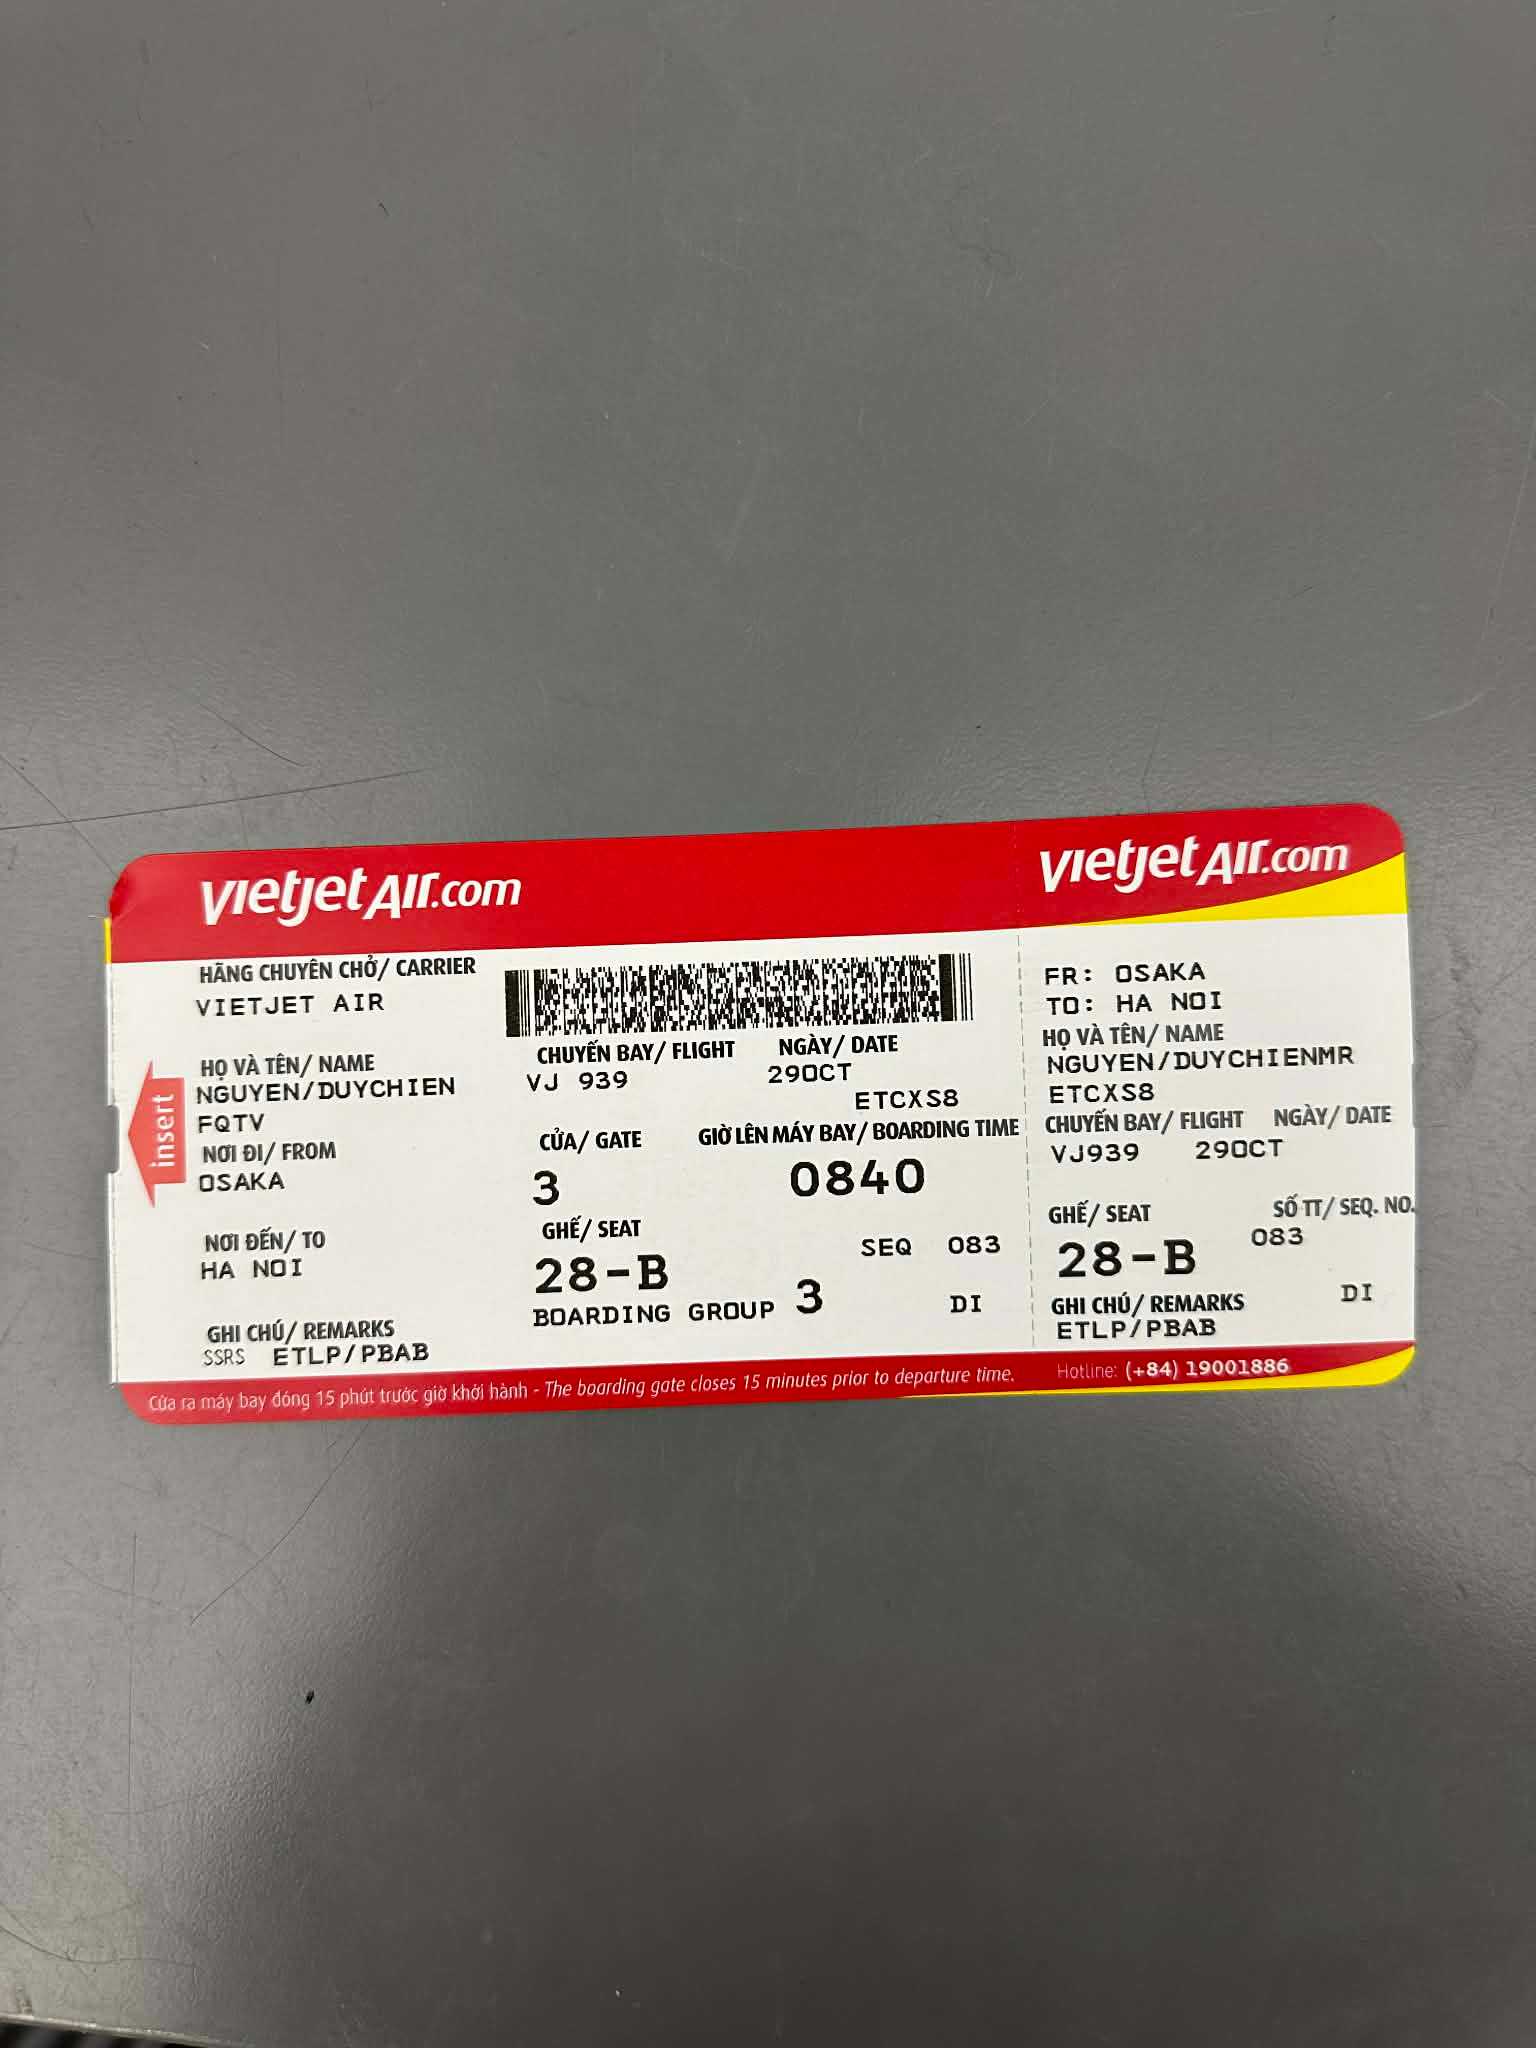 vietjetAir.com
HÃNG CHUYÊN CHỞ/ CARRIER
VIETJET AIR
HỌ VÀ TÊN/ NAME
NGUYEN/DUYCHIEN
FQTV
NƠI ĐI/ FROM
OSAKA
NƠI ĐẾN/ TO
HA NOI
GHI CHÚ/ REMARKS
SSRS ETLP/PBAB
insert
CHUYẾN BAY/ FLIGHT NGÀY/ DATE
VJ 939 29OCT
ETCXS8
CỬA/ GATE GIỜ LÊN MÁY BAY/ BOARDING TIME
3 0840
GHẾ/ SEAT
28-B SEQ 083
BOARDING GROUP 3 DI
Cửa ra máy bay đóng 15 phút trước giờ khởi hành - The boarding gate closes 15 minutes prior to departure time.
vietjetAir.com
FR: OSAKA
TO: HA NOI
HỌ VÀ TÊN/ NAME
NGUYEN/DUYCHIENMR
ETCXS8
CHUYẾN BAY/ FLIGHT NGÀY/ DATE
VJ939 29OCT
GHẾ/ SEAT SỐ TT/ SEQ. NO.
28-B 083
GHI CHÚ/ REMARKS DI
ETLP/PBAB
Hotline: (+84) 19001886